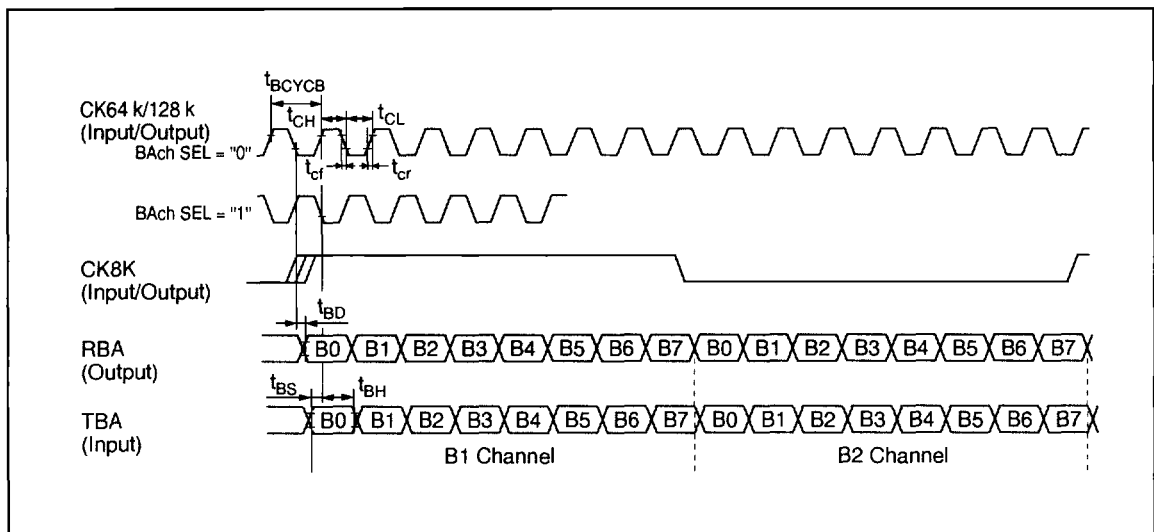 tBCYCB
CK64 k/128 k
(Input/Output)
tCH
tCL
BAch SEL = "0"
tcf
tcr
BAch SEL = "1"
CK8K
(Input/Output)
tBD
RBA
(Output)
B0 B1 B2 B3 B4 B5 B6 B7 B0 B1 B2 B3 B4 B5 B6 B7
tBS
tBH
TBA
(Input)
B0 B1 B2 B3 B4 B5 B6 B7 B0 B1 B2 B3 B4 B5 B6 B7
B1 Channel
B2 Channel